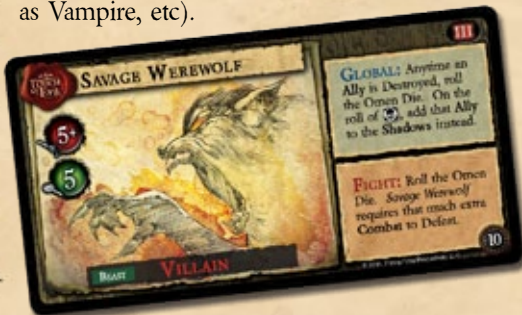 as Vampire, etc).
SAVAGE WEREWOLF
III
5+
5
GLOBAL: Anytime an
Ally is Destroyed, roll
the Omen Die. On the
roll of , add that Ally
to the Shadows instead.
FIGHT: Roll the Omen
Die. Savage Werewolf
requires that much extra
Combat to Defeat.
BEAST
VILLAIN
10